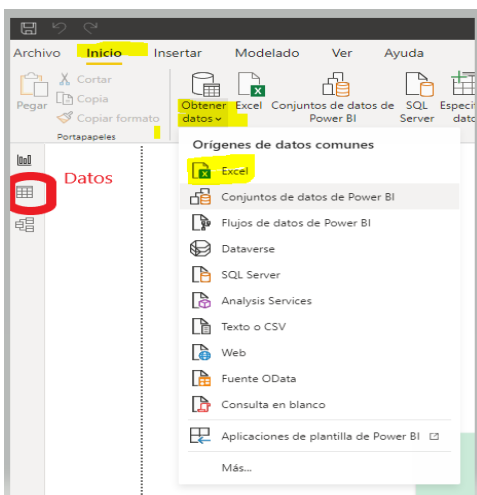 Archivo Inicio Insertar Modelado Ver Ayuda
Pegar
Cortar
Copia
Copiar formato
Portapapeles
Obtener
datos
Excel
Conjuntos de datos de
Power BI
SQL
Server
Datos
Orígenes de datos comunes
Excel
Conjuntos de datos de Power BI
Flujos de datos de Power BI
Dataverse
SQL Server
Analysis Services
Texto o CSV
Web
Fuente OData
Consulta en blanco
Aplicaciones de plantilla de Power BI
Más...